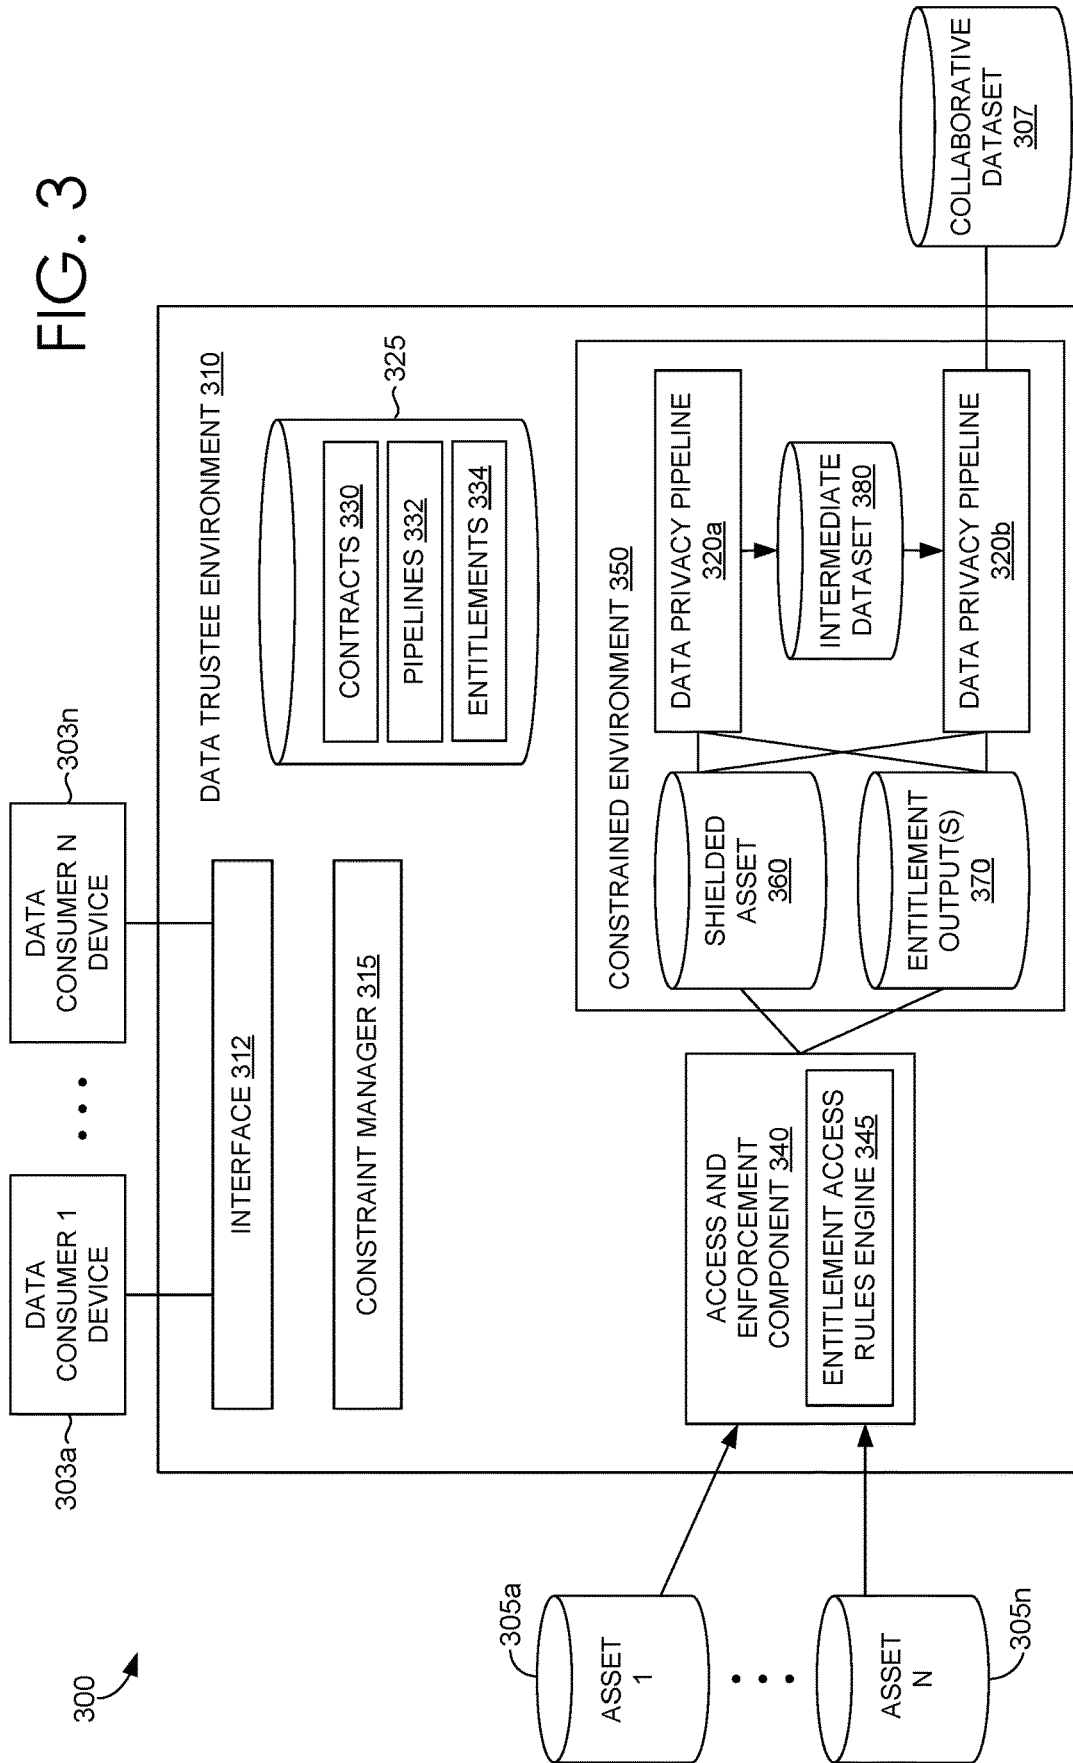 FIG. 3
300
303a
DATA
CONSUMER 1
DEVICE
DATA
CONSUMER N
DEVICE
303n
DATA TRUSTEE ENVIRONMENT 310
INTERFACE 312
CONSTRAINT MANAGER 315
325
CONTRACTS 330
PIPELINES 332
ENTITLEMENTS 334
305a
ASSET
1
ASSET
N
305n
ACCESS AND
ENFORCEMENT
COMPONENT 340
ENTITLEMENT ACCESS
RULES ENGINE 345
CONSTRAINED ENVIRONMENT 350
SHIELDED
ASSET
360
ENTITLEMENT
OUTPUT(S)
370
DATA PRIVACY PIPELINE
320a
INTERMEDIATE
DATASET 380
DATA PRIVACY PIPELINE
320b
COLLABORATIVE
DATASET
307